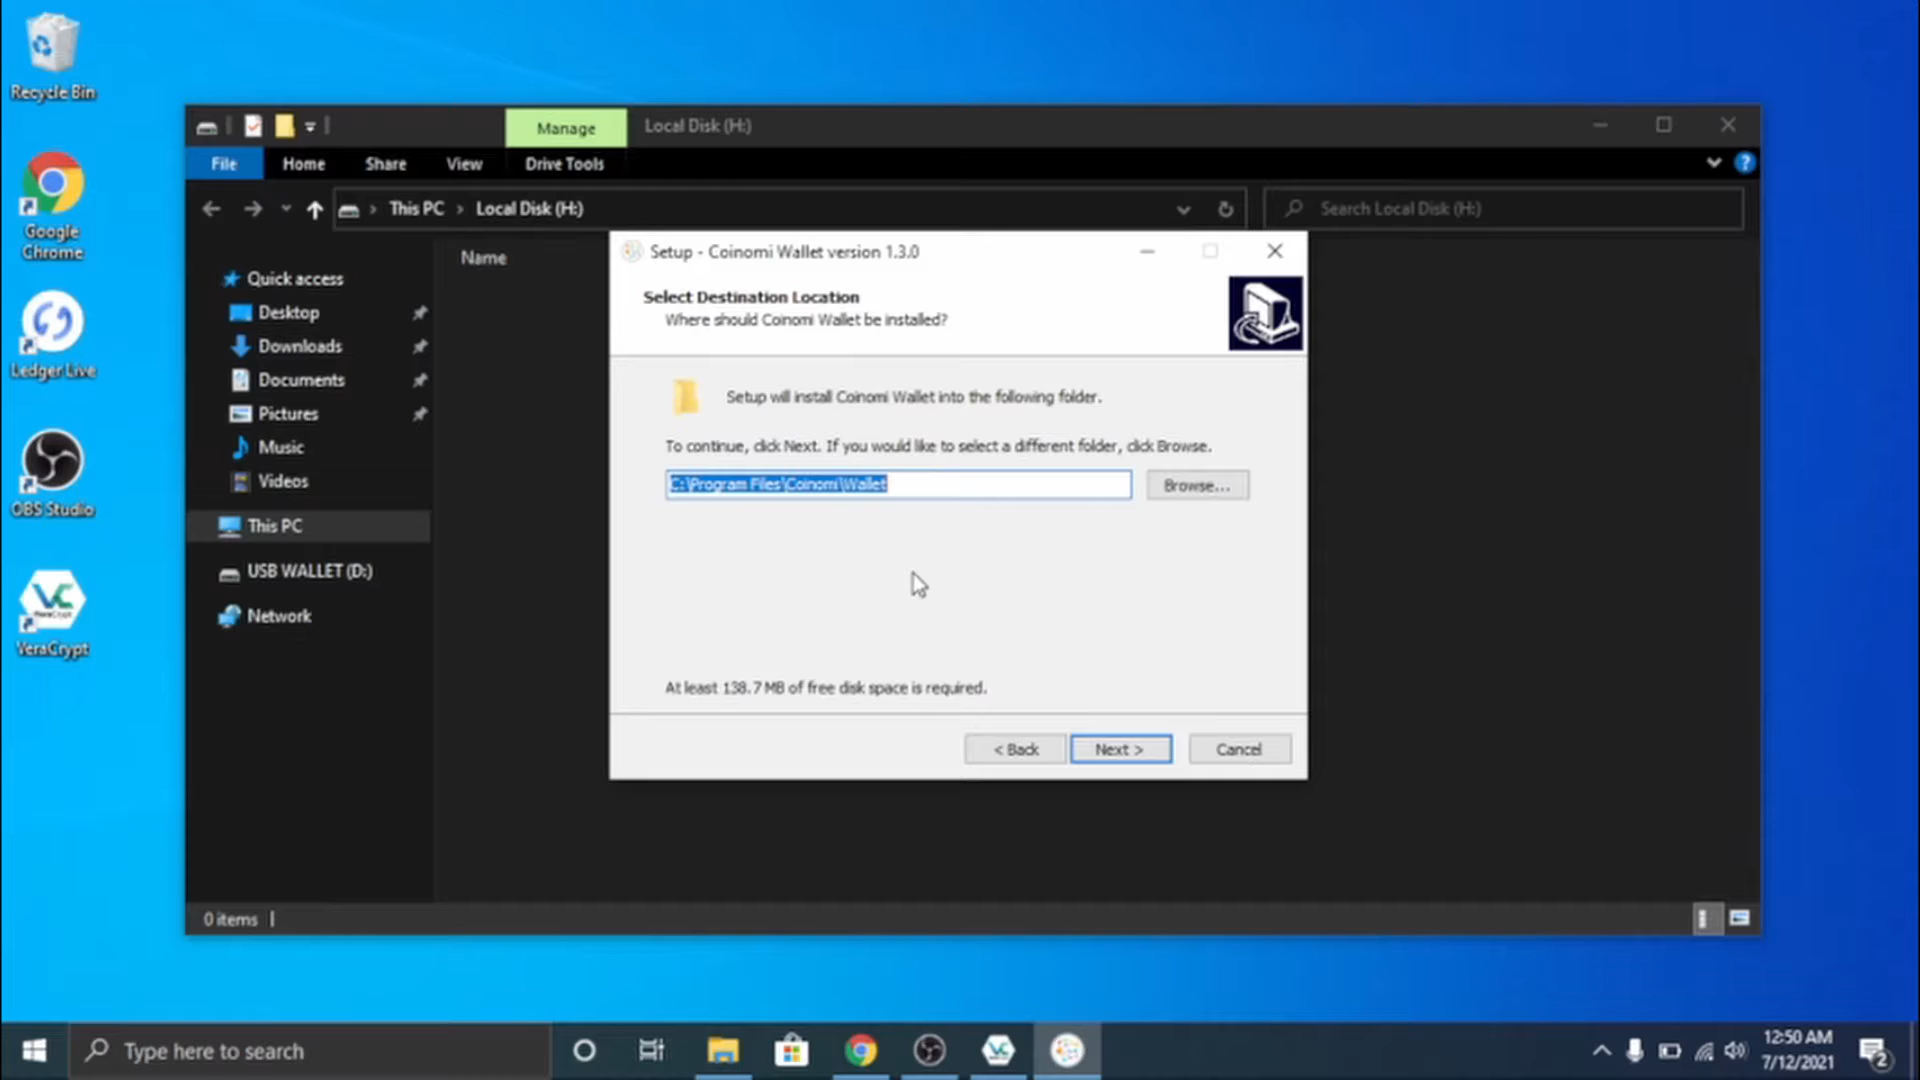 Recycle Bin
Google
Chrome
Ledger Live
OBS Studio
VeraCrypt
Manage
Local Disk (H:)
File
Home
Share
View
Drive Tools
This PC
Local Disk (H:)
Search Local Disk (H:)
Quick access
Desktop
Downloads
Documents
Pictures
Music
Videos
This PC
USB WALLET (D:)
Network
Name
Setup - Coinomi Wallet version 1.3.0
Select Destination Location
Where should Coinomi Wallet be installed?
Setup will install Coinomi Wallet into the following folder.
To continue, click Next. If you would like to select a different folder, click Browse.
C:\Program Files\Coinomi\Wallet
Browse...
At least 138.7 MB of free disk space is required.
< Back
Next >
Cancel
0 items
Type here to search
12:50 AM
7/12/2021
2